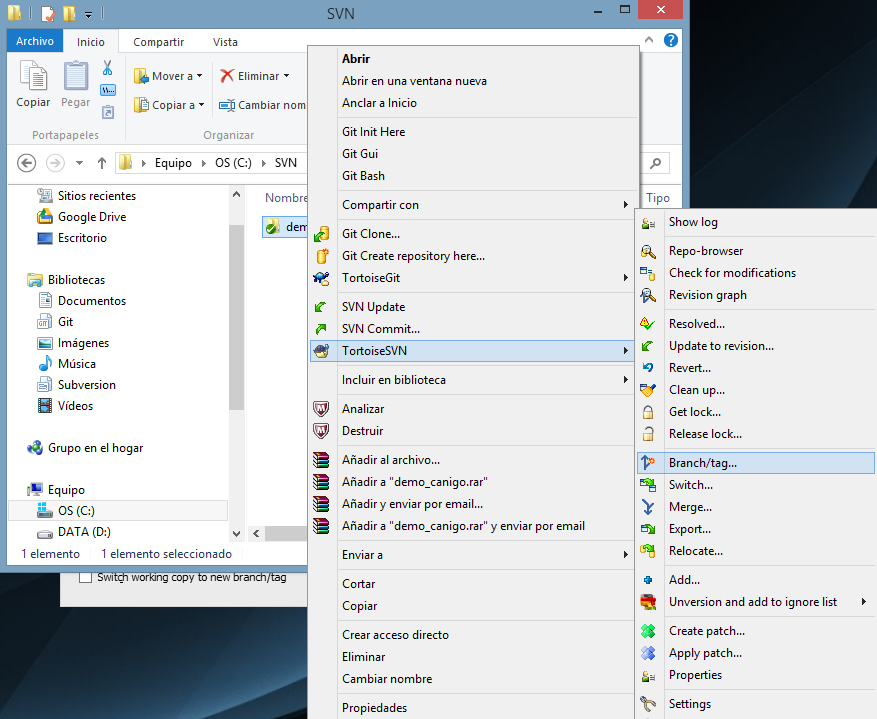 SVN
Archivo
Inicio
Compartir
Vista
Copiar
Pegar
W...
Mover a
Copiar a
Eliminar
Cambiar nom
Portapapeles
Organizar
Equipo
OS (C:)
SVN
Sitios recientes
Google Drive
Escritorio
Bibliotecas
Documentos
Git
Imágenes
Música
Subversion
Vídeos
Grupo en el hogar
Equipo
OS (C:)
DATA (D:)
1 elemento
1 elemento seleccionado
Nombre
dem
Tipo
Switch working copy to new branch/tag
Abrir
Abrir en una ventana nueva
Anclar a Inicio
Git Init Here
Git Gui
Git Bash
Compartir con
Git Clone...
Git Create repository here...
TortoiseGit
SVN Update
SVN Commit...
TortoiseSVN
Incluir en biblioteca
Analizar
Destruir
Añadir al archivo...
Añadir a "demo_canigo.rar"
Añadir y enviar por email...
Añadir a "demo_canigo.rar" y enviar por email
Enviar a
Cortar
Copiar
Crear acceso directo
Eliminar
Cambiar nombre
Propiedades
Show log
Repo-browser
Check for modifications
Revision graph
Resolved...
Update to revision...
Revert...
Clean up...
Get lock...
Release lock...
Branch/tag...
Switch...
Merge...
Export...
Relocate...
Add...
Unversion and add to ignore list
Create patch...
Apply patch...
Properties
Settings